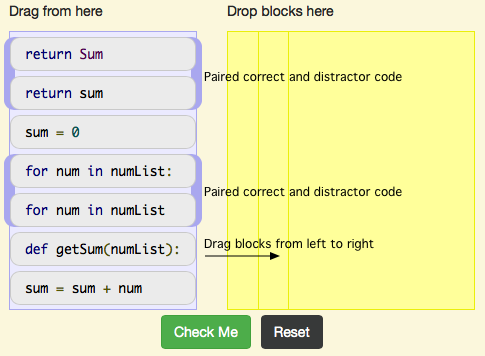 Drag from here
Drop blocks here
return Sum
return sum
Paired correct and distractor code
sum = 0
for num in numList:
for num in numList
Paired correct and distractor code
def getSum(numList):
Drag blocks from left to right
sum = sum + num
Check Me
Reset